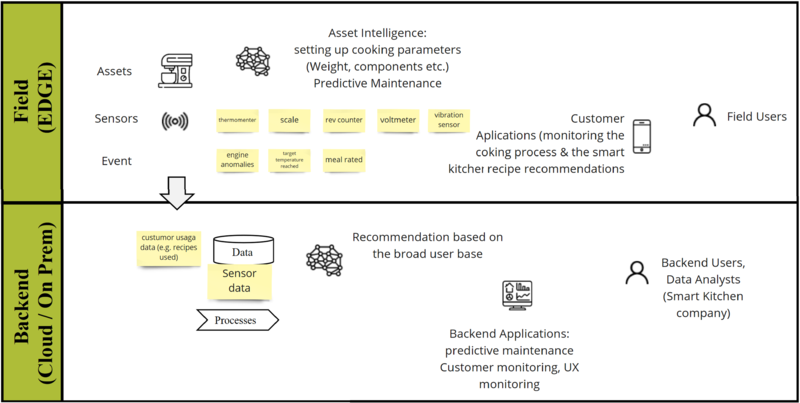 Field
(EDGE)
Assets
Asset Intelligence:
setting up cooking parameters
(Weight, components etc.)
Predictive Maintenance
Sensors
thermomenter
scale
rev counter
voltmeter
vibration
sensor
Event
engine
anomalies
target
temperature
reached
meal rated
Customer
Aplications (monitoring the
coking process & the smart
kitcher recipe recommendations
Field Users
Backend
(Cloud / On Prem)
custumor usaga
data (e.g. recipes
used)
Data
Sensor
data
Processes
Recommendation based on
the broad user base
Backend Applications:
predictive maintenance
Customer monitoring, UX
monitoring
Backend Users,
Data Analysts
(Smart Kitchen
company)